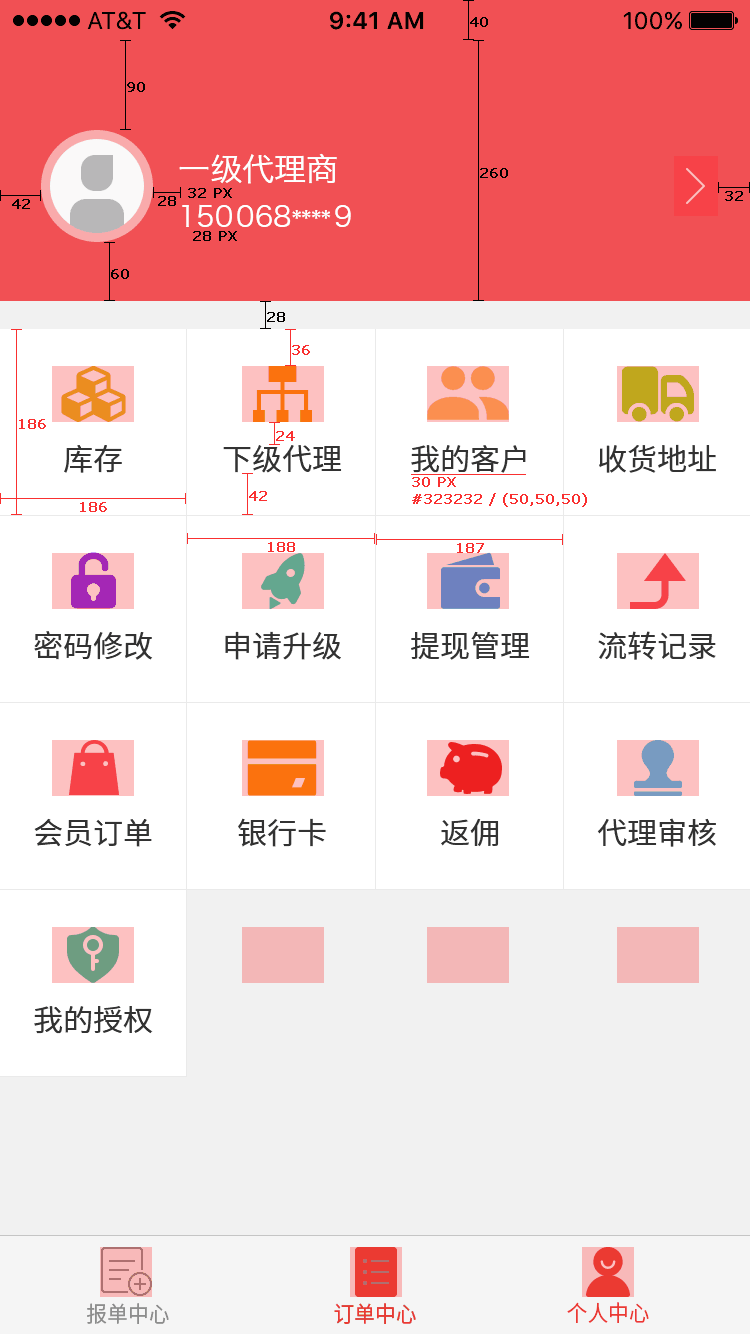 AT&T 9:41 AM 40 100%
90
一级代理商
260
42
28 32 PX
32
150068****9
28 PX
60
28
36
186
24
库存 下级代理 我的客户 收货地址
30 PX
42
#323232 / (50,50,50)
186
188 187
密码修改 申请升级 提现管理 流转记录
会员订单 银行卡 返佣 代理审核
我的授权
报单中心 订单中心 个人中心